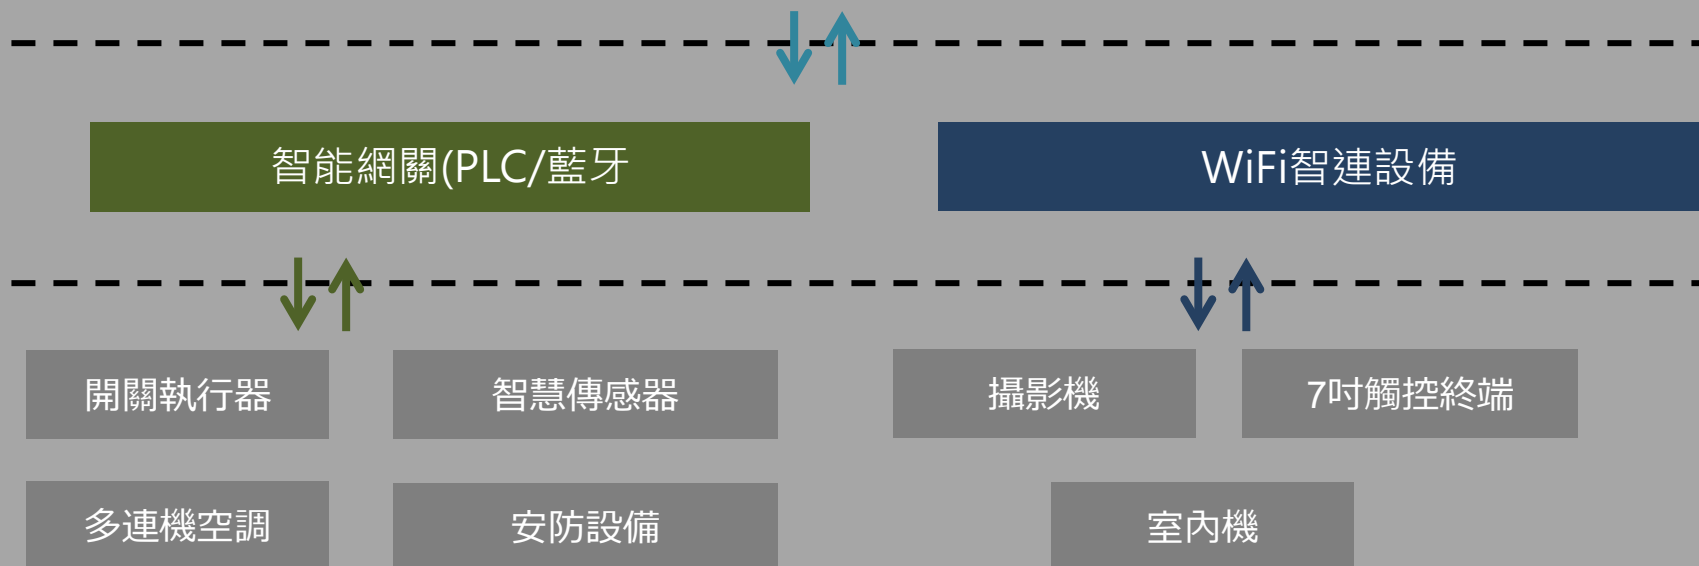 智能網關(PLC/藍牙
WiFi智連設備
開關執行器
智慧傳感器
攝影機
7吋觸控終端
多連機空調
安防設備
室內機